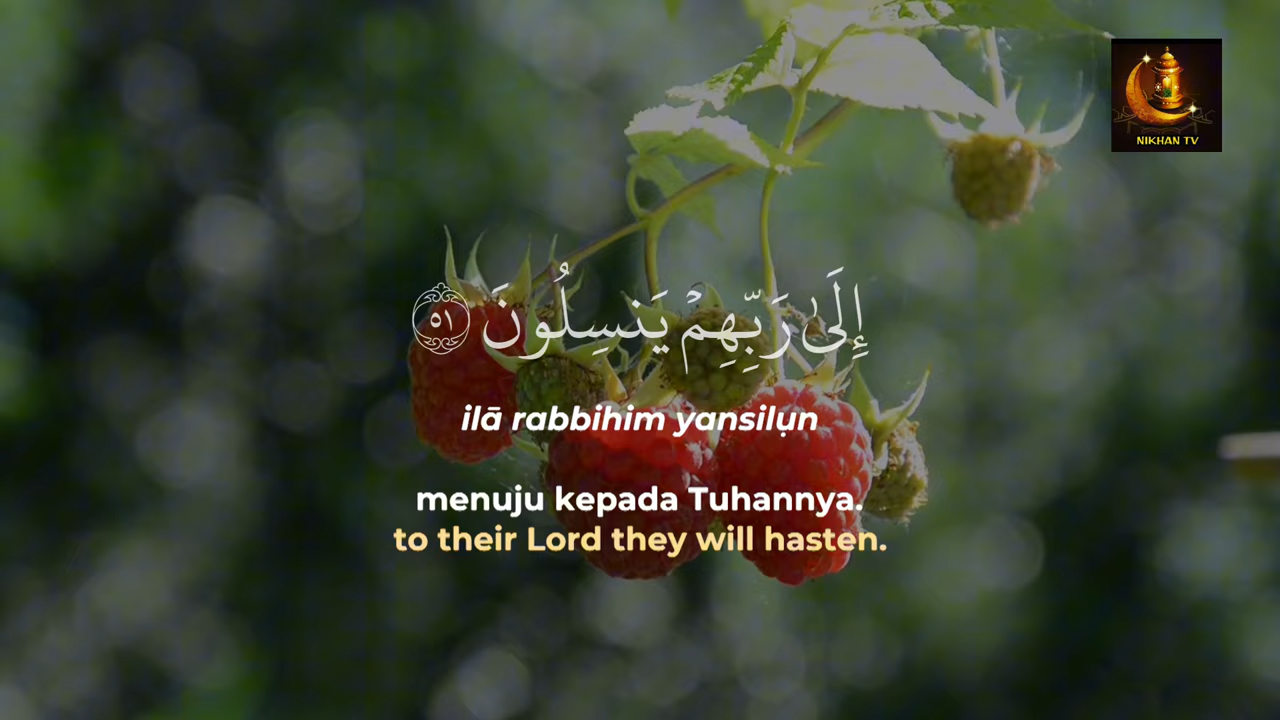 إِلَىٰ رَبِّهِمْ يَنسِلُونَ ٥١
ilā rabbihim yansilụn
menuju kepada Tuhannya.
to their Lord they will hasten.
NIKHAN TV